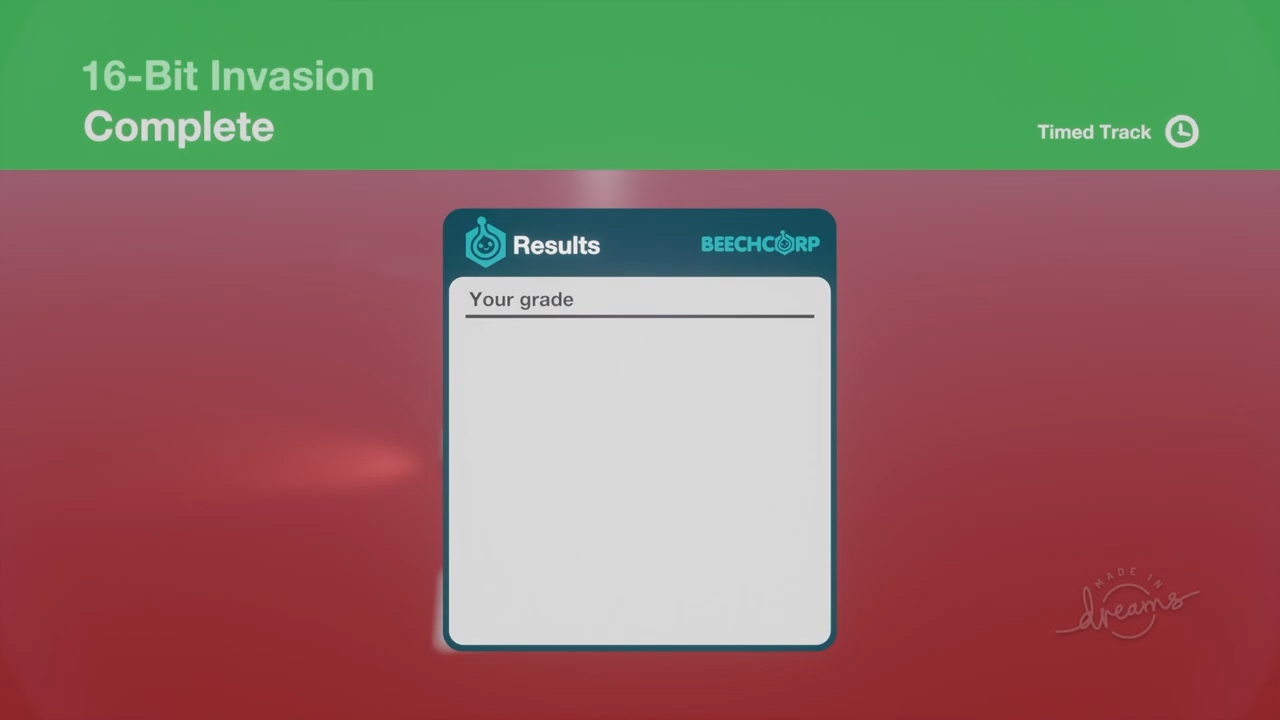 16-Bit Invasion
Complete
Timed Track
Results
BEECHCORP
Your grade
MADE IN
dreams